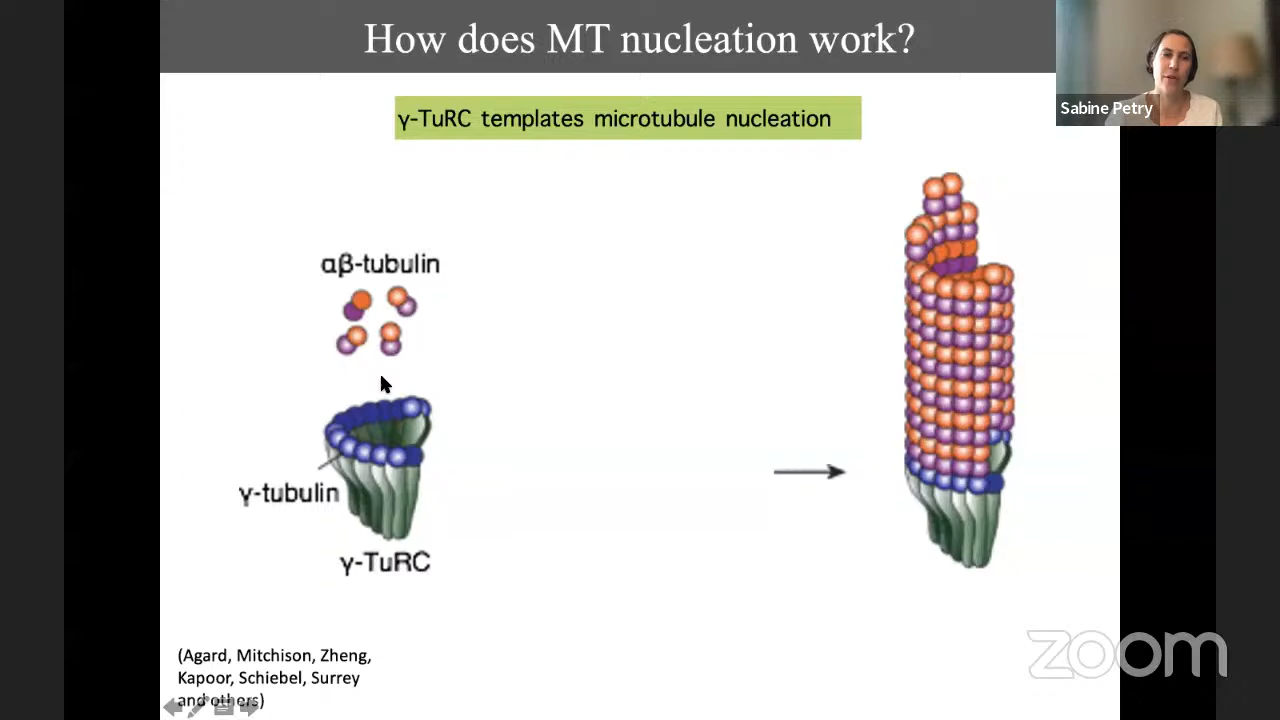 How does MT nucleation work?
Sabine Petry
γ-TuRC templates microtubule nucleation
αβ-tubulin
γ-tubulin
γ-TuRC
(Agard, Mitchison, Zheng,
Kapoor, Schiebel, Surrey
and others)
zoom